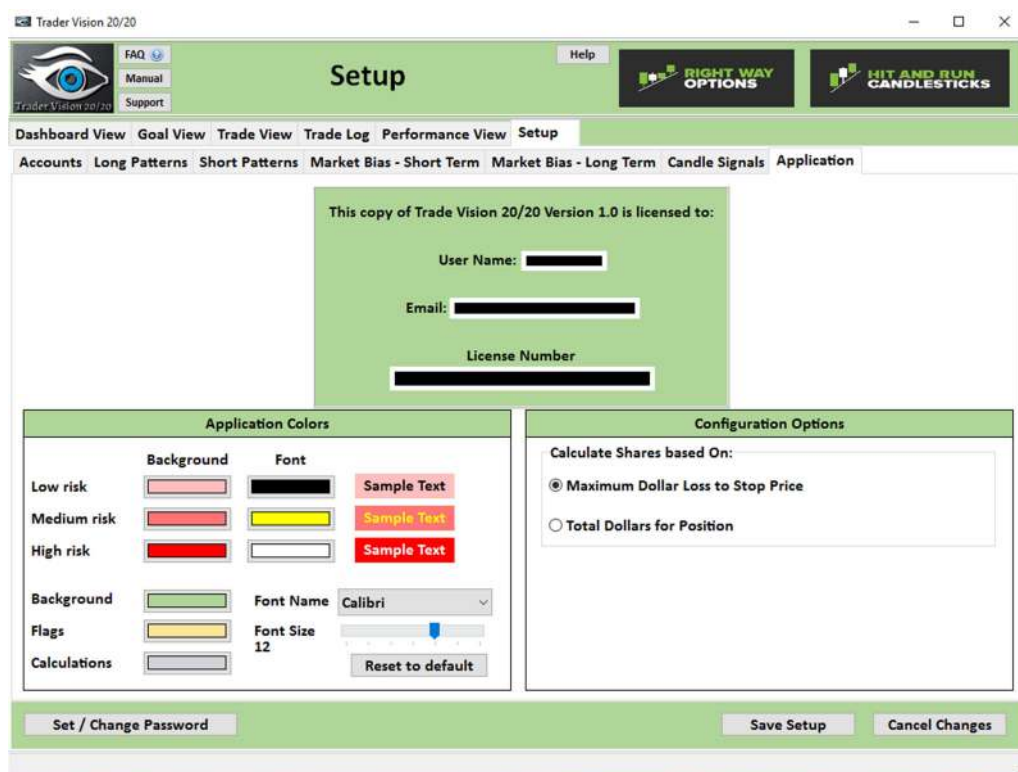 Trader Vision 20/20
FAQ
Manual
Support
Trader Vision 20/20
Setup
Help
RIGHT WAY
OPTIONS
HIT AND RUN
CANDLESTICKS
Dashboard View Goal View Trade View Trade Log Performance View Setup
Accounts Long Patterns Short Patterns Market Bias - Short Term Market Bias - Long Term Candle Signals Application
This copy of Trade Vision 20/20 Version 1.0 is licensed to:
User Name:
Email:
License Number
Application Colors
Background Font
Low risk Sample Text
Medium risk Sample Text
High risk Sample Text
Background Font Name Calibri
Flags Font Size
12
Calculations Reset to default
Configuration Options
Calculate Shares based On:
Maximum Dollar Loss to Stop Price
Total Dollars for Position
Set / Change Password Save Setup Cancel Changes